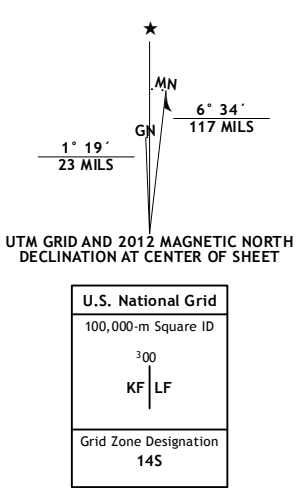 ★
MN
GN
6° 34´
117 MILS
1° 19´
23 MILS
UTM GRID AND 2012 MAGNETIC NORTH
DECLINATION AT CENTER OF SHEET
U.S. National Grid
100,000-m Square ID
³00
KF LF
Grid Zone Designation
14S